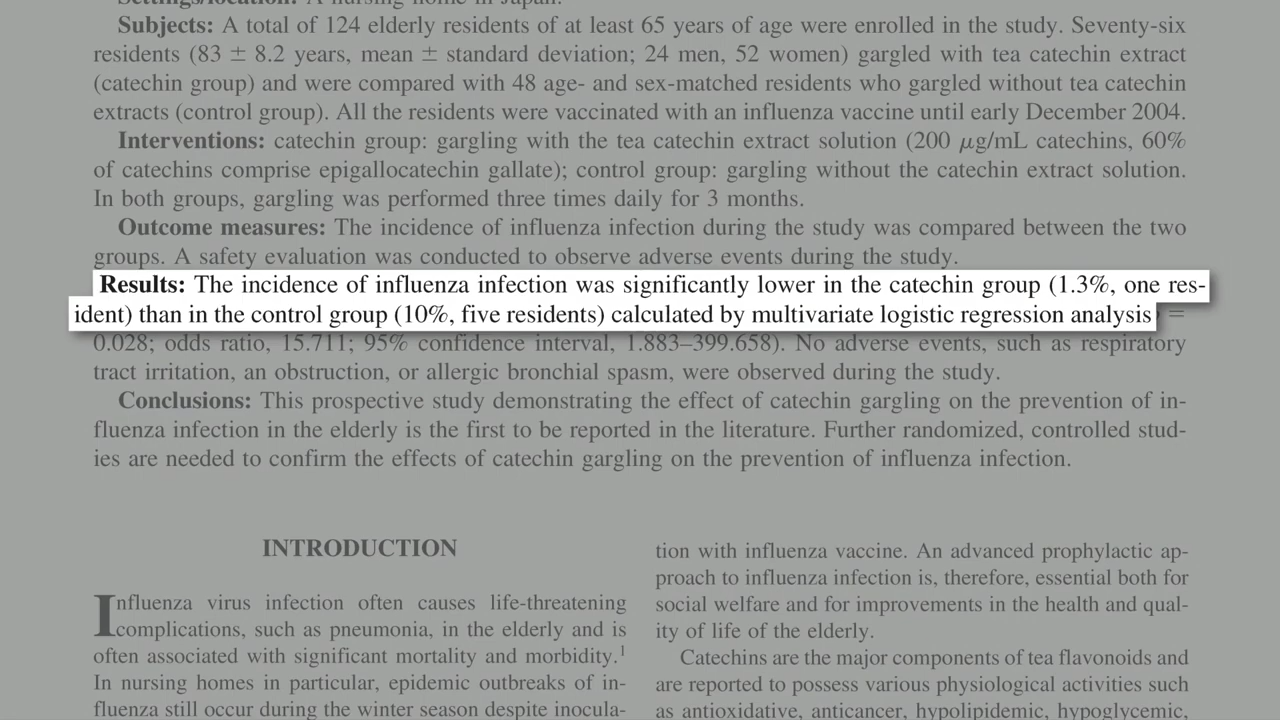 Settings/location: A nursing home in Japan.
Subjects: A total of 124 elderly residents of at least 65 years of age were enrolled in the study. Seventy-six
residents (83 ± 8.2 years, mean ± standard deviation; 24 men, 52 women) gargled with tea catechin extract
(catechin group) and were compared with 48 age- and sex-matched residents who gargled without tea catechin
extracts (control group). All the residents were vaccinated with an influenza vaccine until early December 2004.
Interventions: catechin group: gargling with the tea catechin extract solution (200 μg/mL catechins, 60%
of catechins comprise epigallocatechin gallate); control group: gargling without the catechin extract solution.
In both groups, gargling was performed three times daily for 3 months.
Outcome measures: The incidence of influenza infection during the study was compared between the two
groups. A safety evaluation was conducted to observe adverse events during the study.
Results: The incidence of influenza infection was significantly lower in the catechin group (1.3%, one res-
ident) than in the control group (10%, five residents) calculated by multivariate logistic regression analysis =
0.028; odds ratio, 15.711; 95% confidence interval, 1.883–399.658). No adverse events, such as respiratory
tract irritation, an obstruction, or allergic bronchial spasm, were observed during the study.
Conclusions: This prospective study demonstrating the effect of catechin gargling on the prevention of in-
fluenza infection in the elderly is the first to be reported in the literature. Further randomized, controlled stud-
ies are needed to confirm the effects of catechin gargling on the prevention of influenza infection.
INTRODUCTION
Influenza virus infection often causes life-threatening
complications, such as pneumonia, in the elderly and is
often associated with significant mortality and morbidity.1
In nursing homes in particular, epidemic outbreaks of in-
fluenza still occur during the winter season despite inocula-
tion with influenza vaccine. An advanced prophylactic ap-
proach to influenza infection is, therefore, essential both for
social welfare and for improvements in the health and qual-
ity of life of the elderly.
Catechins are the major components of tea flavonoids and
are reported to possess various physiological activities such
as antioxidative, anticancer, hypolipidemic, hypoglycemic,